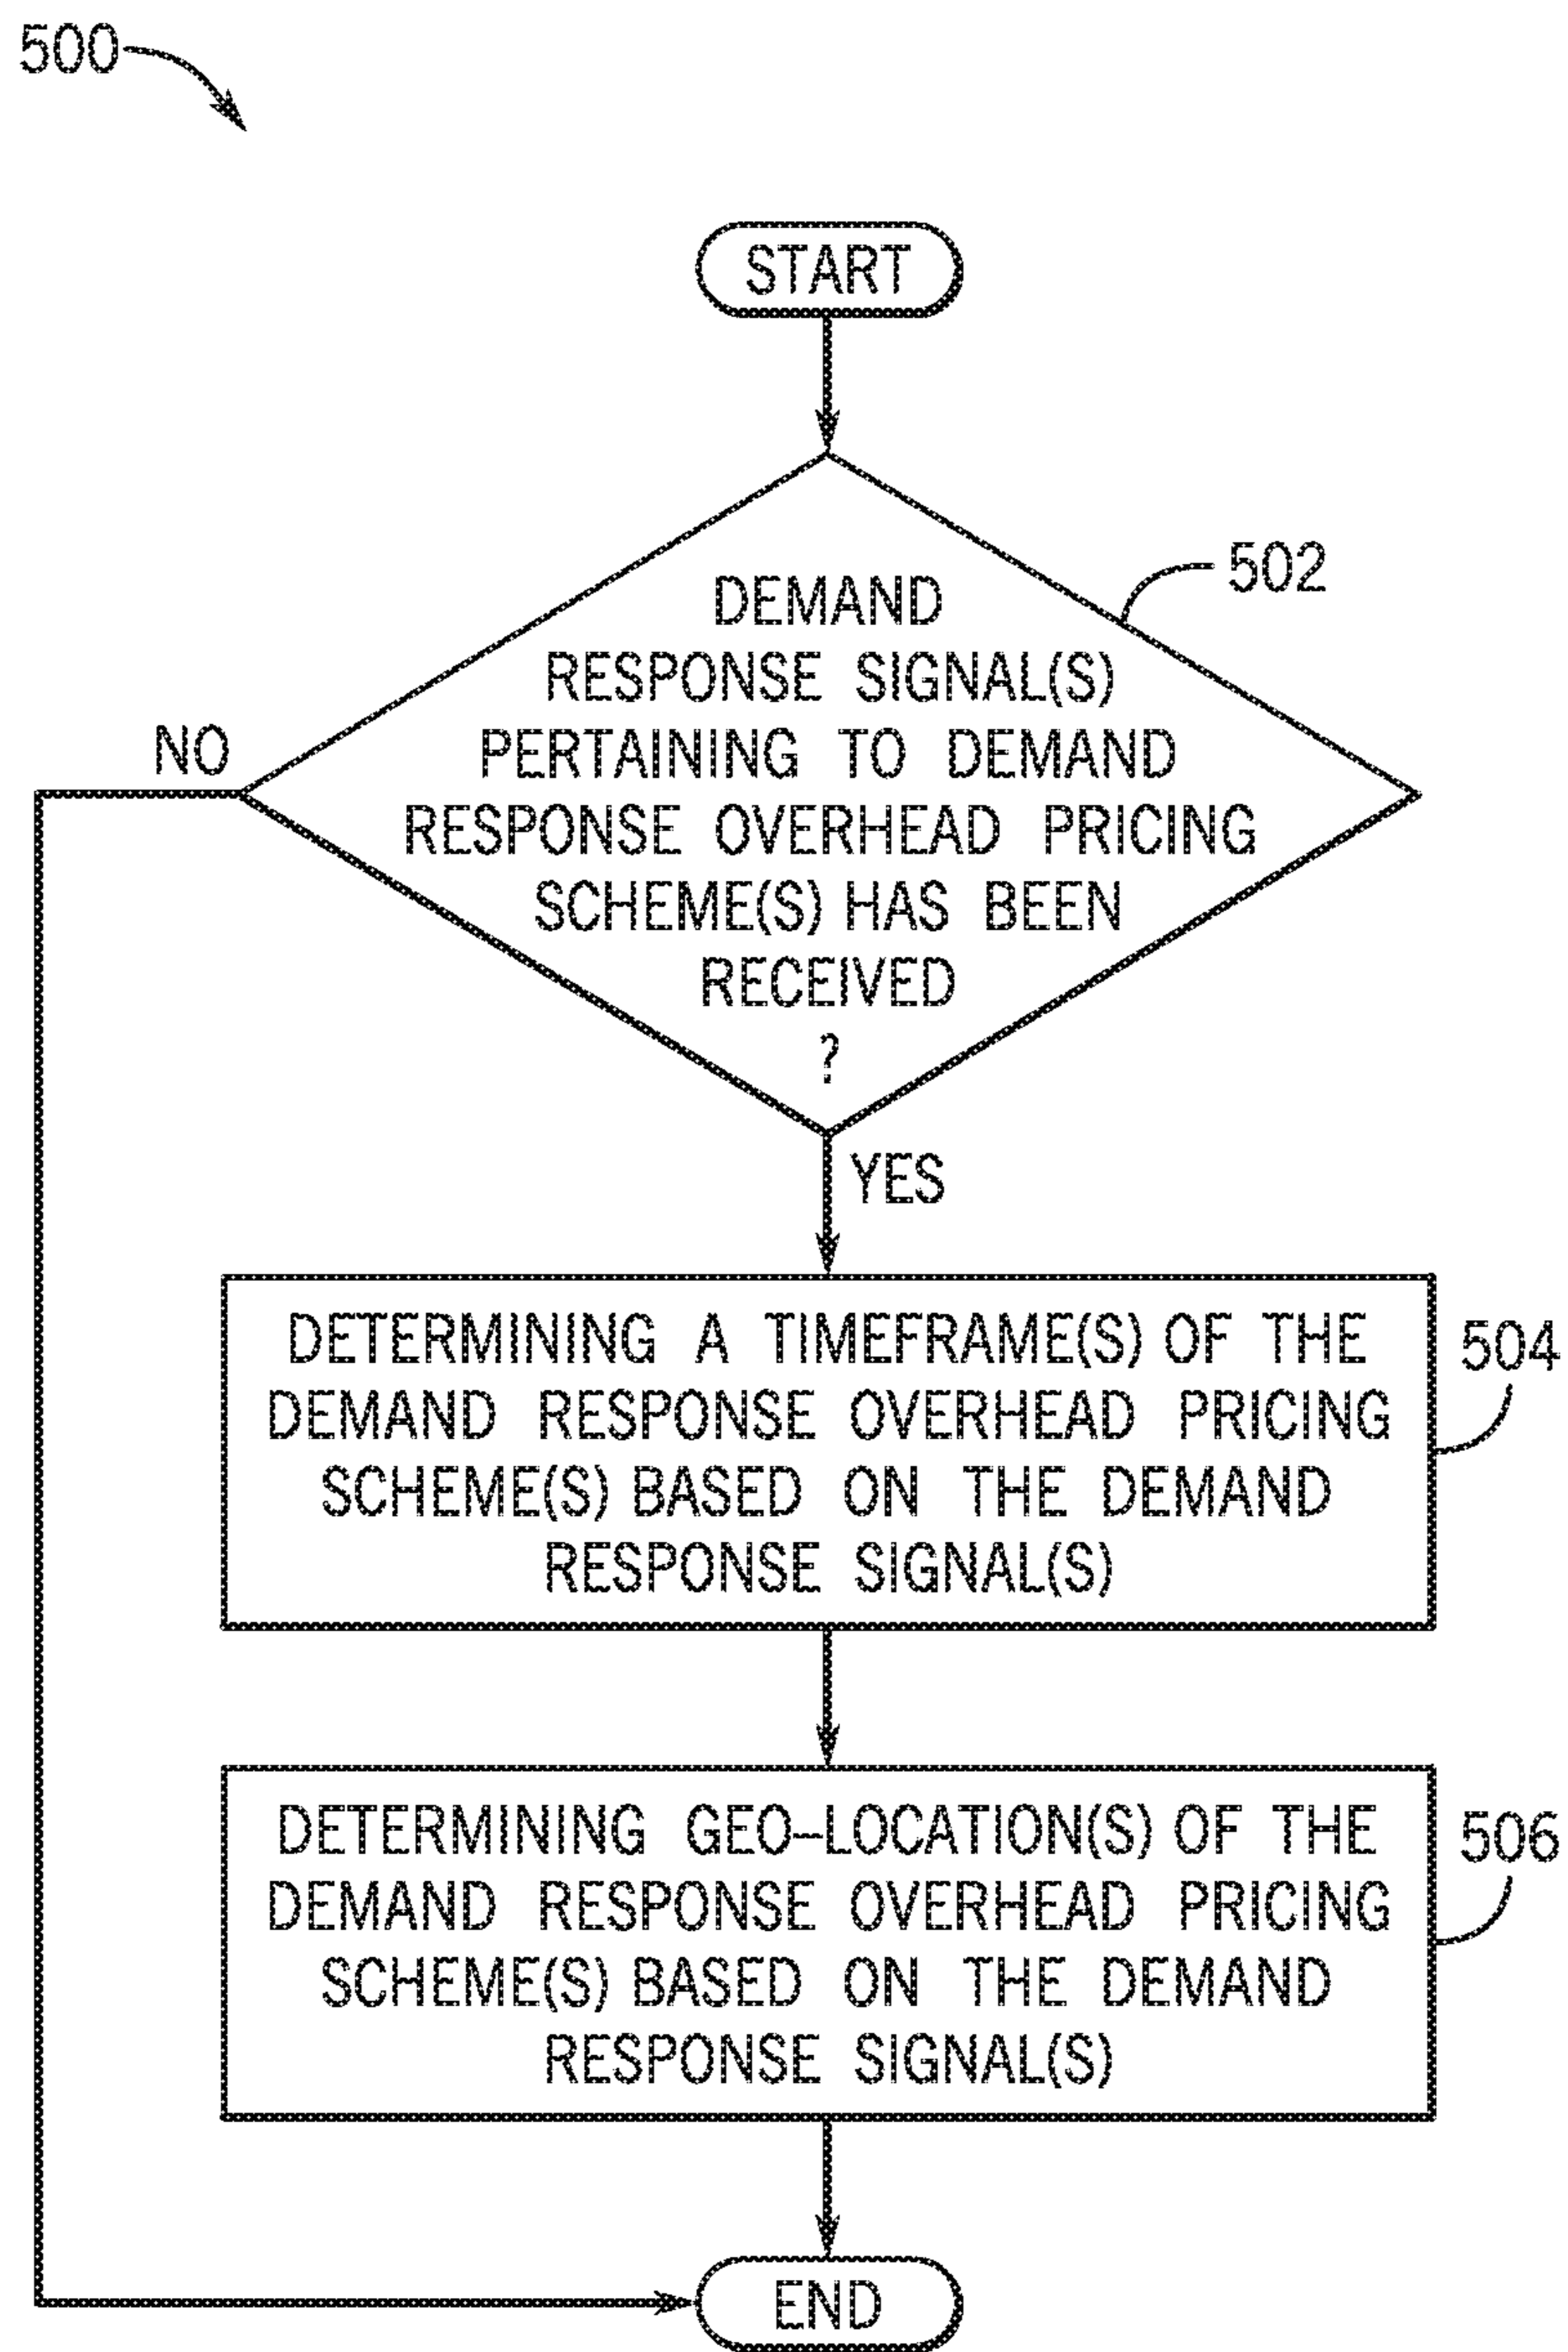 500
START
502
DEMAND
RESPONSE SIGNAL(S)
PERTAINING TO DEMAND
RESPONSE OVERHEAD PRICING
SCHEME(S) HAS BEEN
RECEIVED
?
NO
YES
DETERMINING A TIMEFRAME(S) OF THE
DEMAND RESPONSE OVERHEAD PRICING
SCHEME(S) BASED ON THE DEMAND
RESPONSE SIGNAL(S)
504
DETERMINING GEO–LOCATION(S) OF THE
DEMAND RESPONSE OVERHEAD PRICING
SCHEME(S) BASED ON THE DEMAND
RESPONSE SIGNAL(S)
506
END